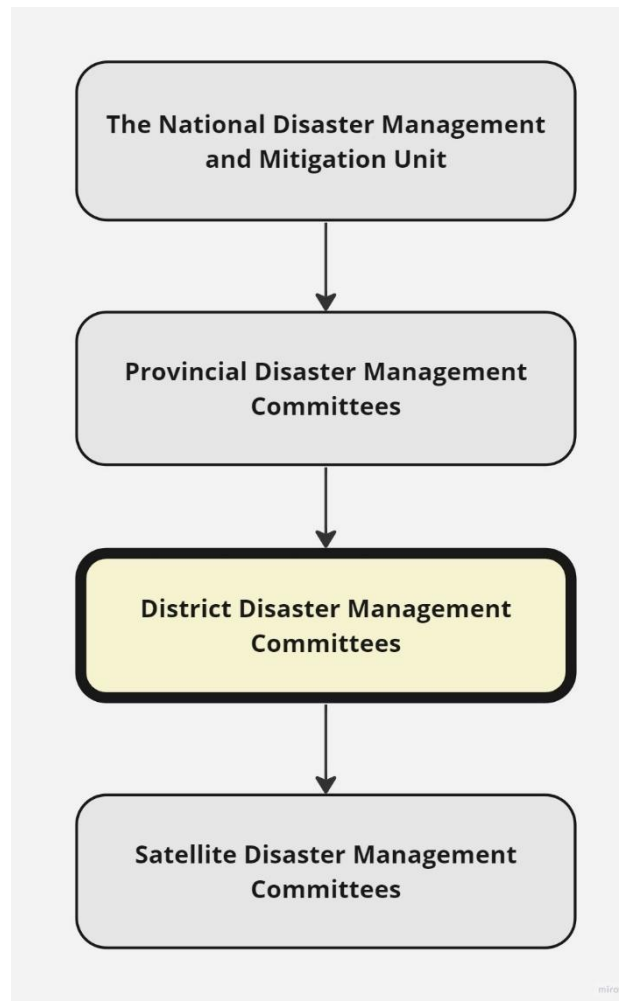 The National Disaster Management
and Mitigation Unit
Provincial Disaster Management
Committees
District Disaster Management
Committees
Satellite Disaster Management
Committees
miro